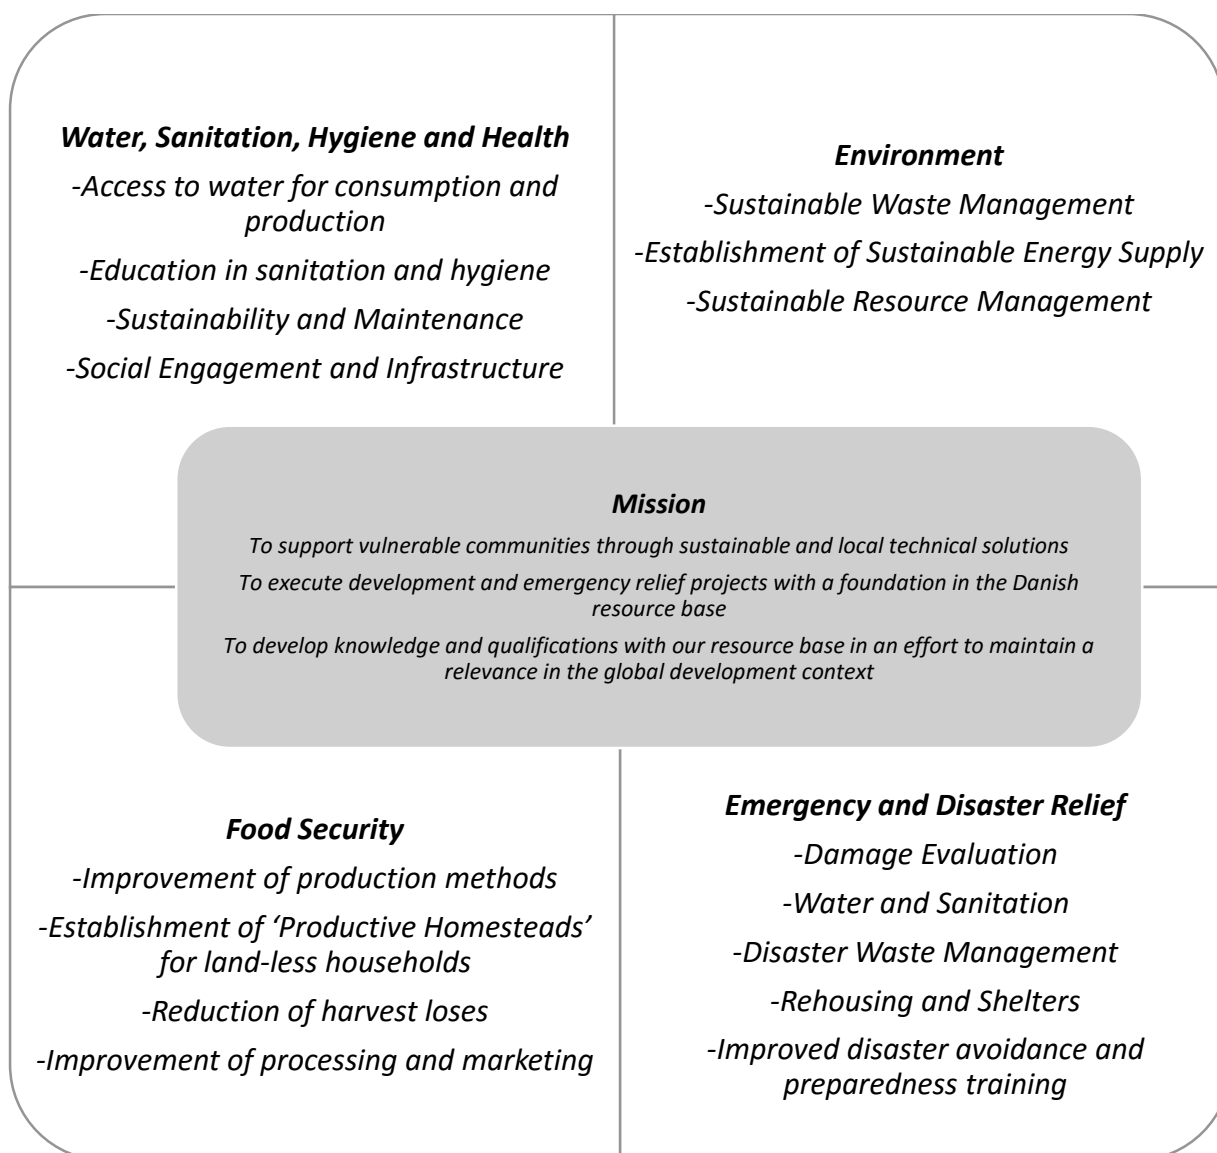 Water, Sanitation, Hygiene and Health
-Access to water for consumption and
production
-Education in sanitation and hygiene
-Sustainability and Maintenance
-Social Engagement and Infrastructure
Environment
-Sustainable Waste Management
-Establishment of Sustainable Energy Supply
-Sustainable Resource Management
Mission
To support vulnerable communities through sustainable and local technical solutions
To execute development and emergency relief projects with a foundation in the Danish
resource base
To develop knowledge and qualifications with our resource base in an effort to maintain a
relevance in the global development context
Food Security
-Improvement of production methods
-Establishment of ‘Productive Homesteads’
for land-less households
-Reduction of harvest loses
-Improvement of processing and marketing
Emergency and Disaster Relief
-Damage Evaluation
-Water and Sanitation
-Disaster Waste Management
-Rehousing and Shelters
-Improved disaster avoidance and
preparedness training